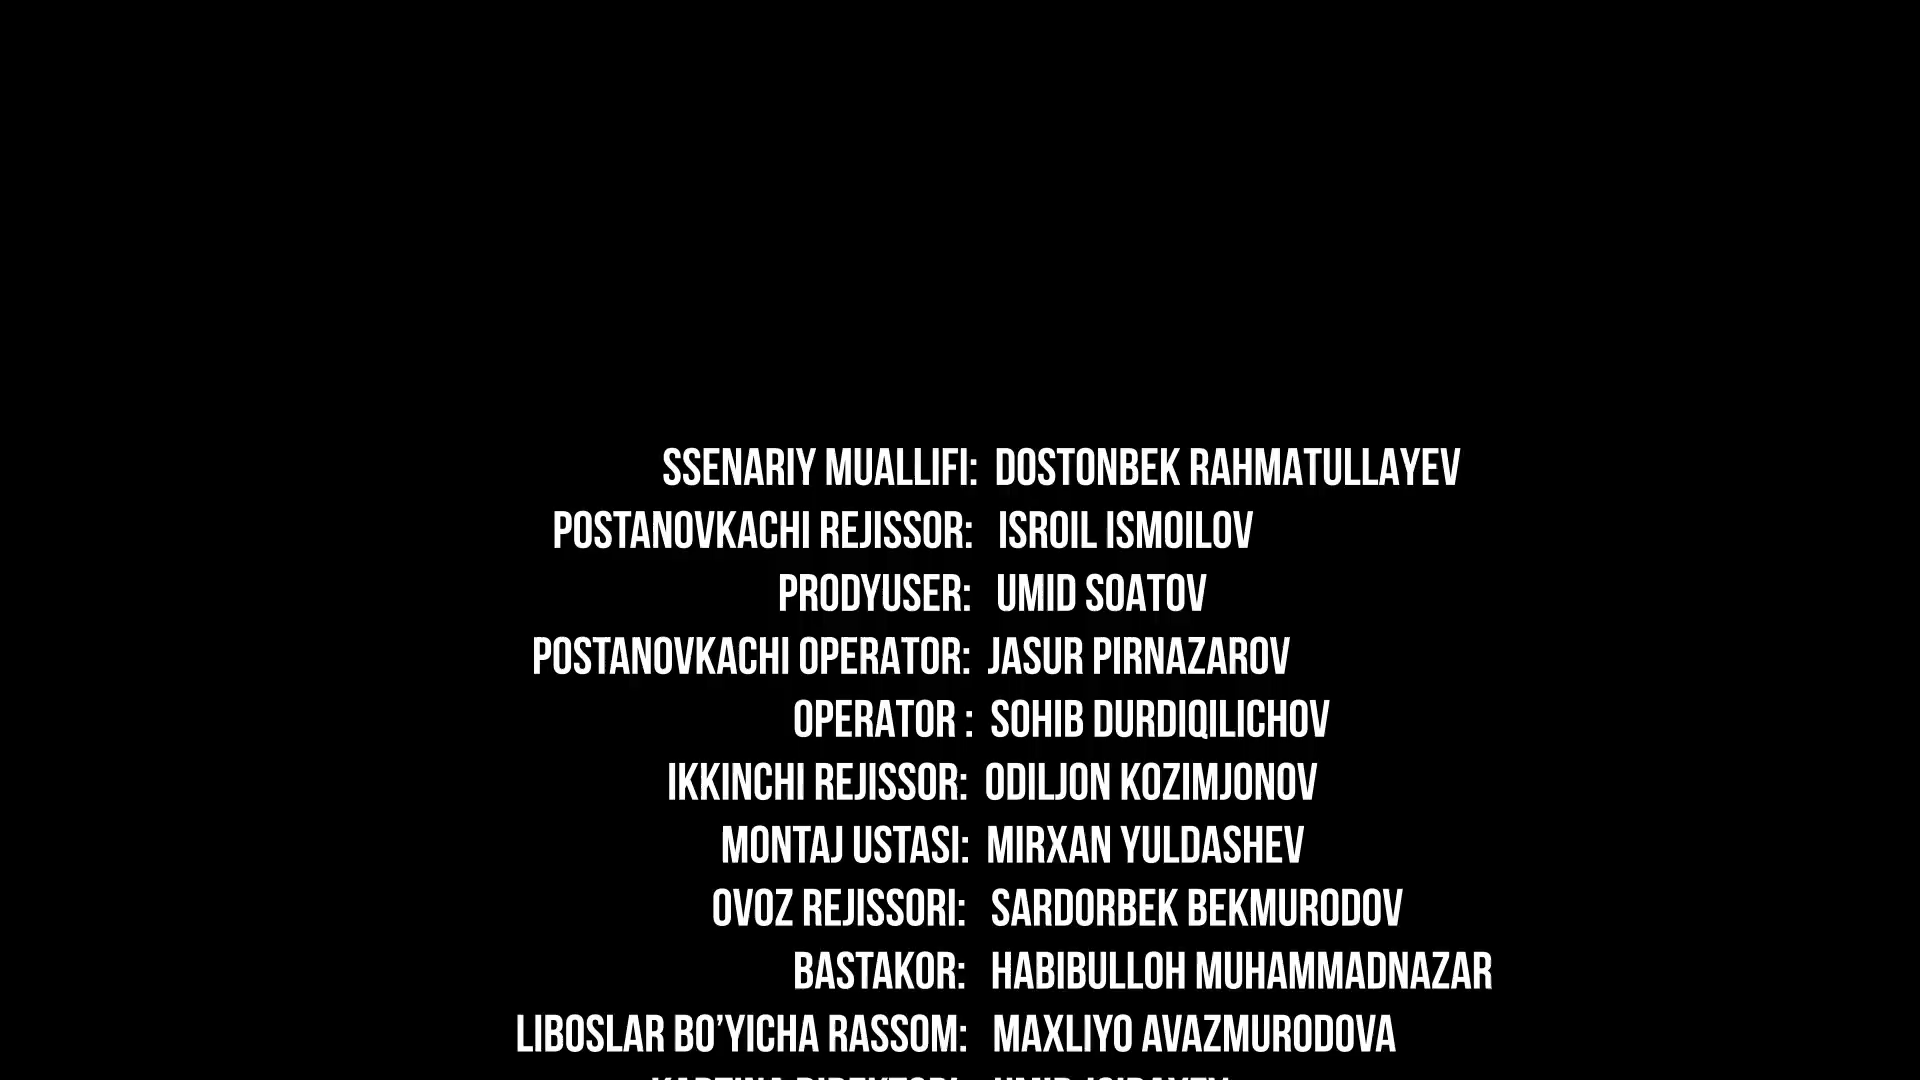 SSENARIY MUALLIFI: DOSTONBEK RAHMATULLAYEV
POSTANOVKACHI REJISSOR: ISROIL ISMOILOV
PRODYUSER: UMID SOATOV
POSTANOVKACHI OPERATOR: JASUR PIRNAZAROV
OPERATOR : SOHIB DURDIQILICHOV
IKKINCHI REJISSOR: ODILJON KOZIMJONOV
MONTAJ USTASI: MIRXAN YULDASHEV
OVOZ REJISSORI: SARDORBEK BEKMURODOV
BASTAKOR: HABIBULLOH MUHAMMADNAZAR
LIBOSLAR BO’YICHA RASSOM: MAXLIYO AVAZMURODOVA